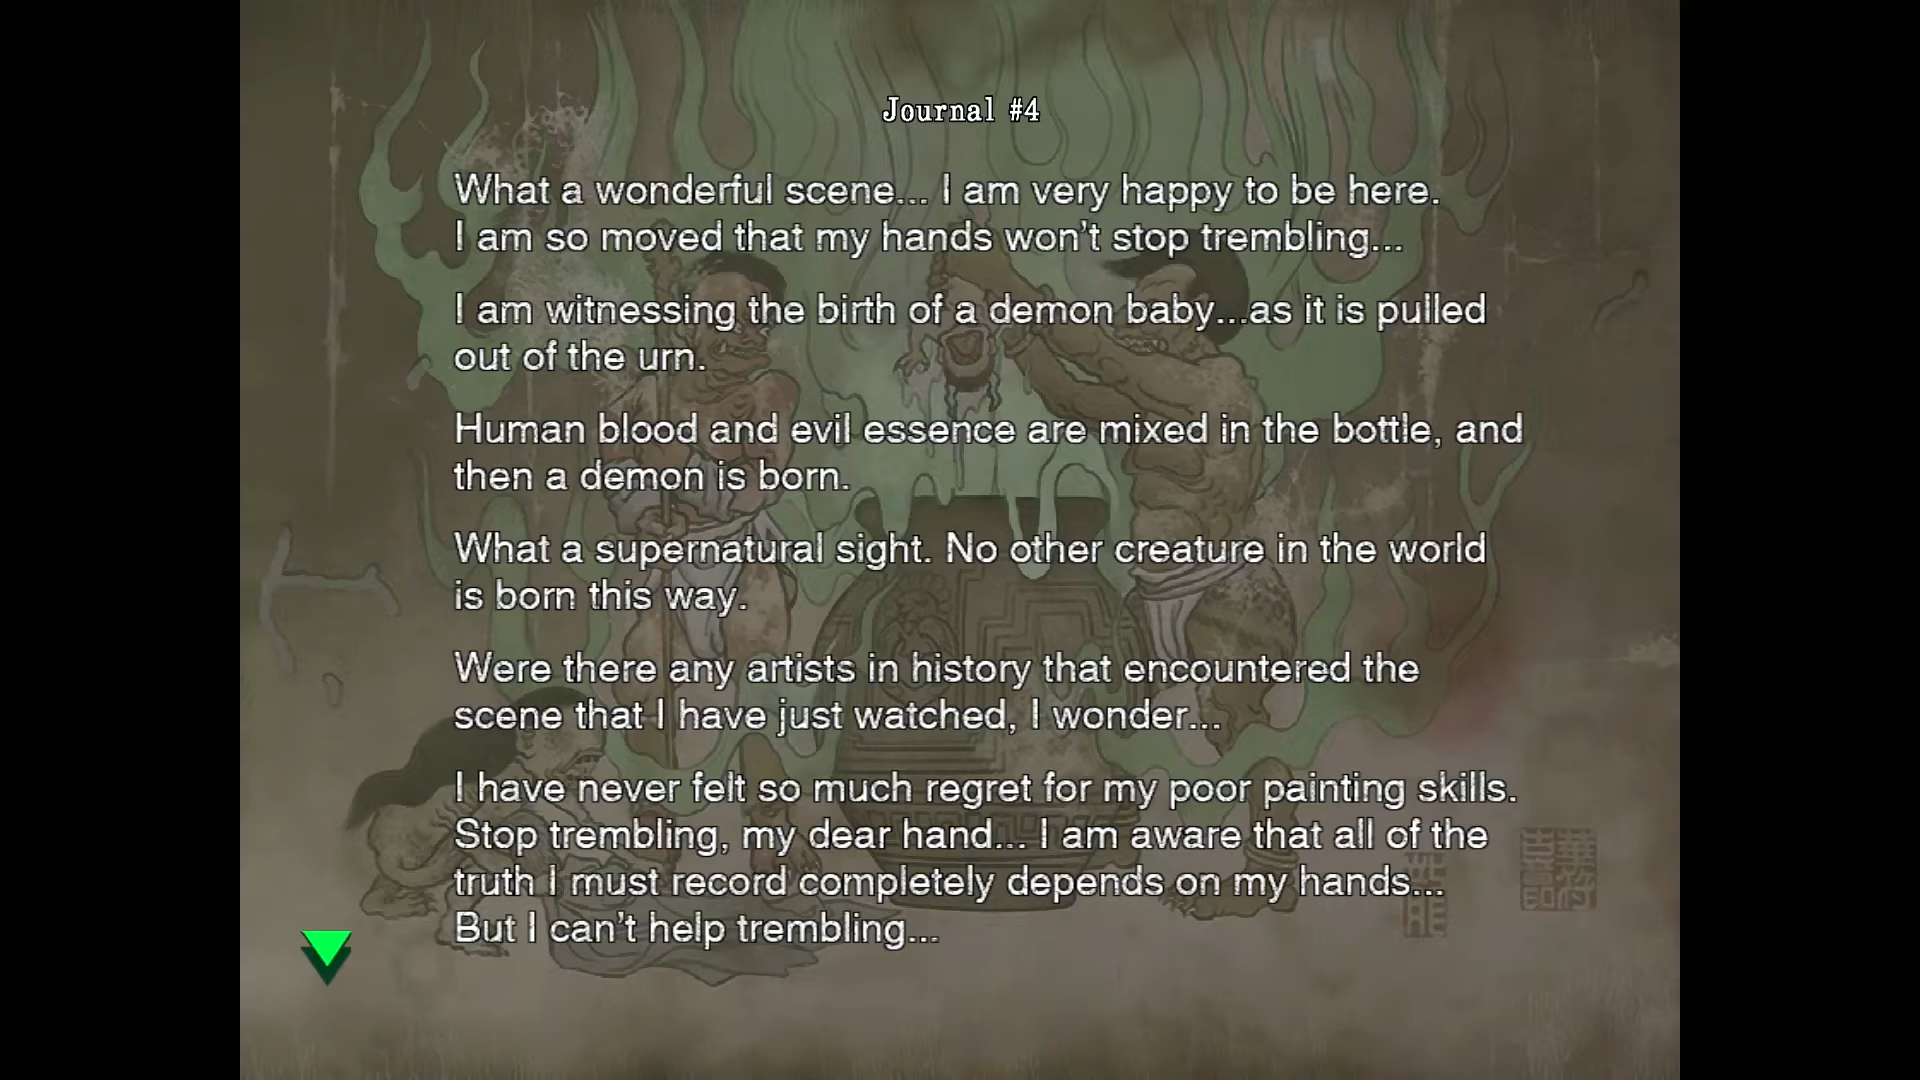 Journal #4
What a wonderful scene... I am very happy to be here.
I am so moved that my hands won't stop trembling...
I am witnessing the birth of a demon baby...as it is pulled
out of the urn.
Human blood and evil essence are mixed in the bottle, and
then a demon is born.
What a supernatural sight. No other creature in the world
is born this way.
Were there any artists in history that encountered the
scene that I have just watched, I wonder...
I have never felt so much regret for my poor painting skills.
Stop trembling, my dear hand... I am aware that all of the
truth I must record completely depends on my hands...
But I can't help trembling...